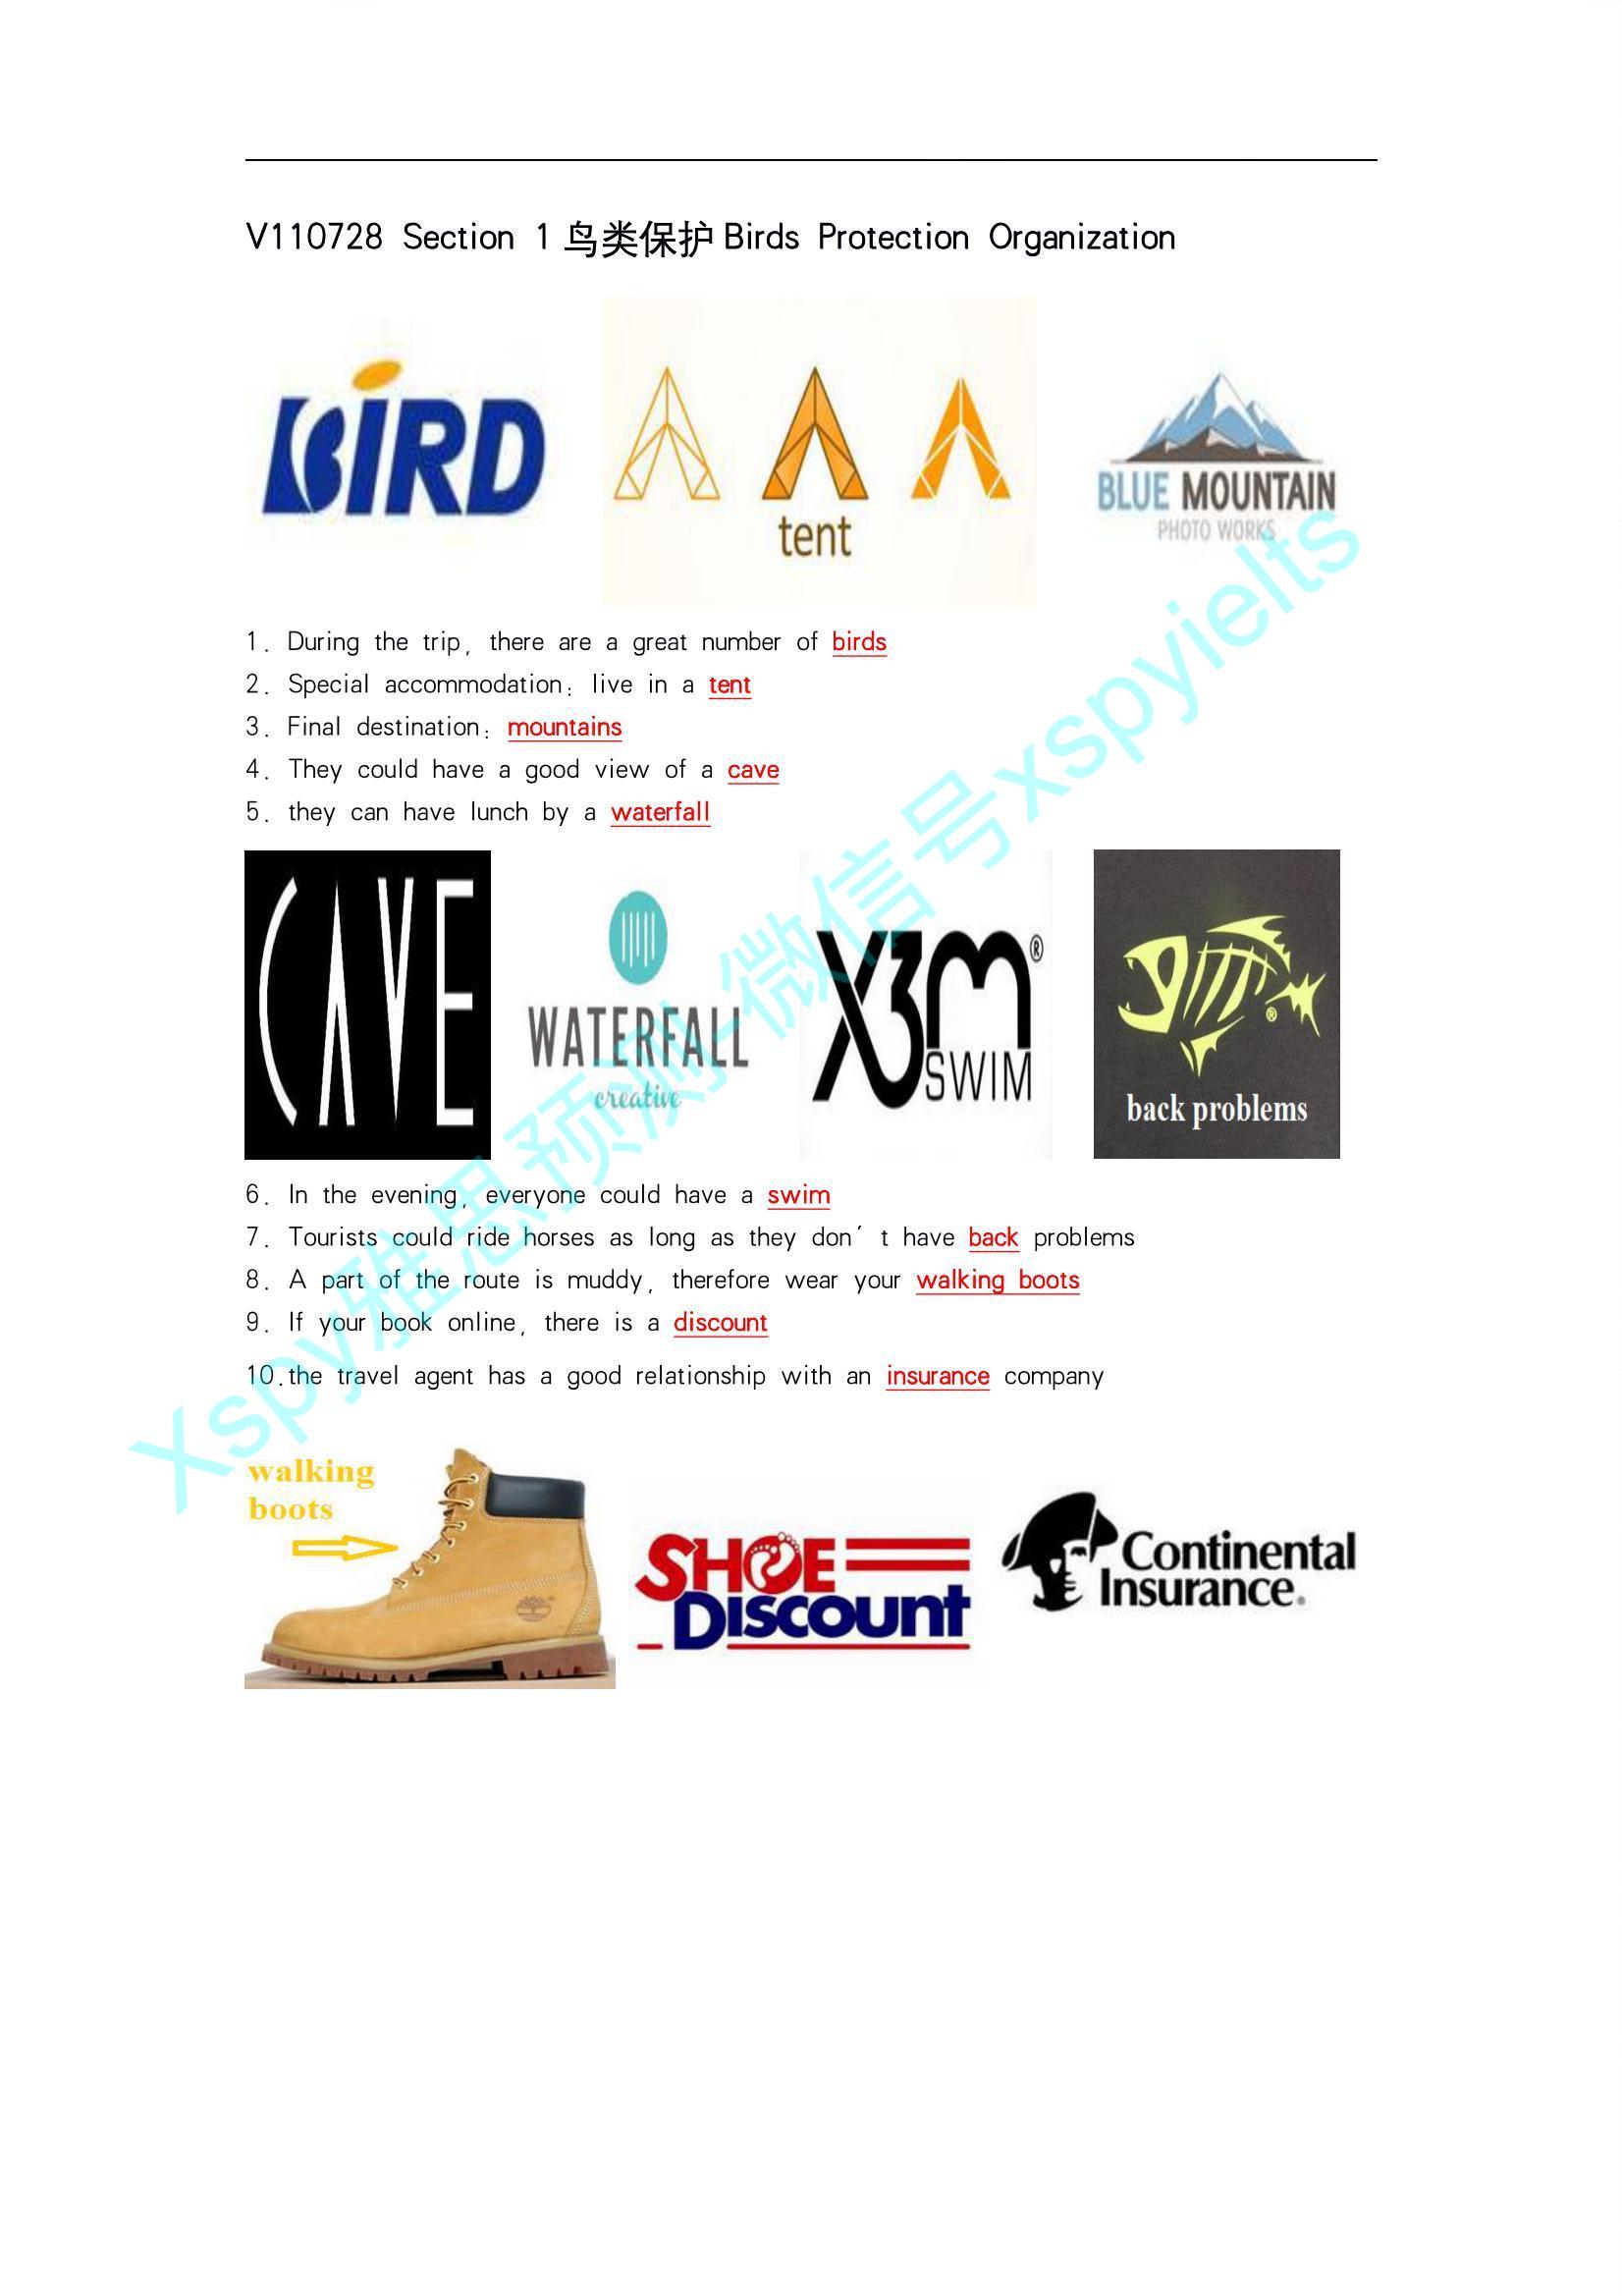 V110728 Section 1 鸟类保护 Birds Protection Organization
BiRD
tent
BLUE MOUNTAIN
PHOTO WORKS
1. During the trip, there are a great number of birds
2. Special accommodation: live in a tent
3. Final destination: mountains
4. They could have a good view of a cave
5. they can have lunch by a waterfall
CAVE
WATERFALL
creative
X3M®
SWIM
®
back problems
6. In the evening, everyone could have a swim
7. Tourists could ride horses as long as they don´ t have back problems
8. A part of the route is muddy, therefore wear your walking boots
9. If your book online, there is a discount
10.the travel agent has a good relationship with an insurance company
walking
boots
SHOE
DISCOUNT
Continental
Insurance®
Xspy雅思预测-微信号xspyielts